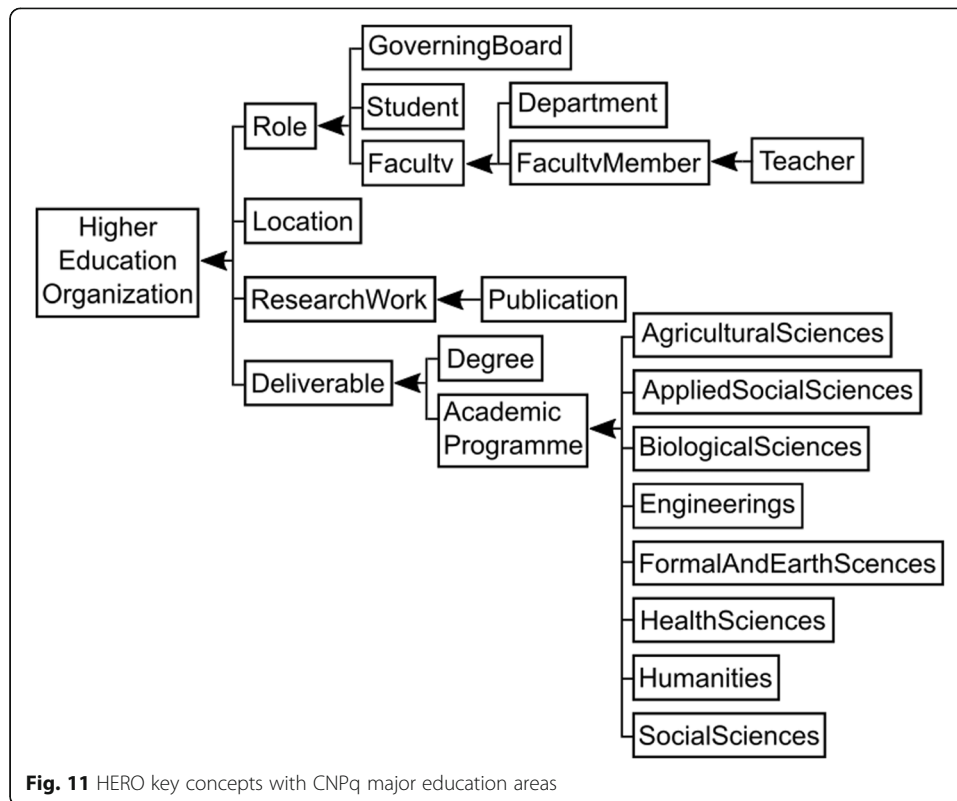 GoverningBoard
Student
Department
Role
Facultv
FacultvMember
Teacher
Higher
Education
Organization
Location
ResearchWork
Publication
AgriculturalSciences
Degree
Deliverable
AppliedSocialSciences
Academic
Programme
BiologicalSciences
Engineerings
FormalAndEarthScences
HealthSciences
Humanities
SocialSciences
Fig. 11 HERO key concepts with CNPq major education areas